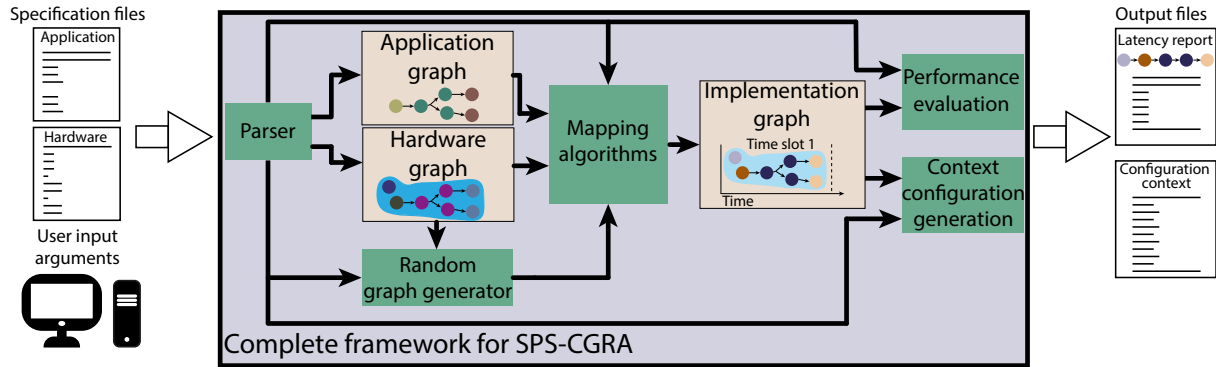 Specification files
Application
Hardware
User input
arguments
Parser
Application
graph
Hardware
graph
Random
graph generator
Mapping
algorithms
Implementation
graph
Time slot 1
Time
Performance
evaluation
Context
configuration
generation
Complete framework for SPS-CGRA
Output files
Latency report
Configuration
context